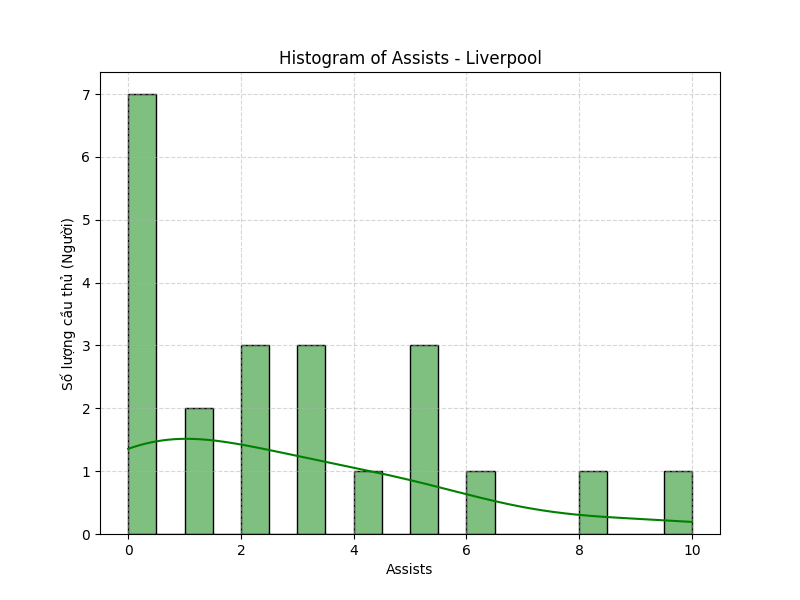 Histogram of Assists - Liverpool
Số lượng cầu thủ (Người)
7
6
5
4
3
2
1
0
0 2 4 6 8 10
Assists